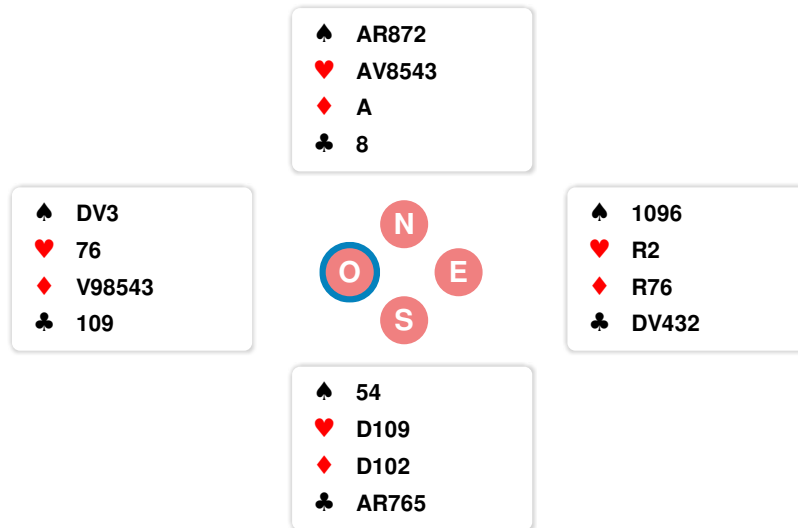 ♠ AR872
♥ AV8543
♦ A
♣ 8
♠ DV3
♥ 76
♦ V98543
♣ 109
N
O
E
S
♠ 1096
♥ R2
♦ R76
♣ DV432
♠ 54
♥ D109
♦ D102
♣ AR765